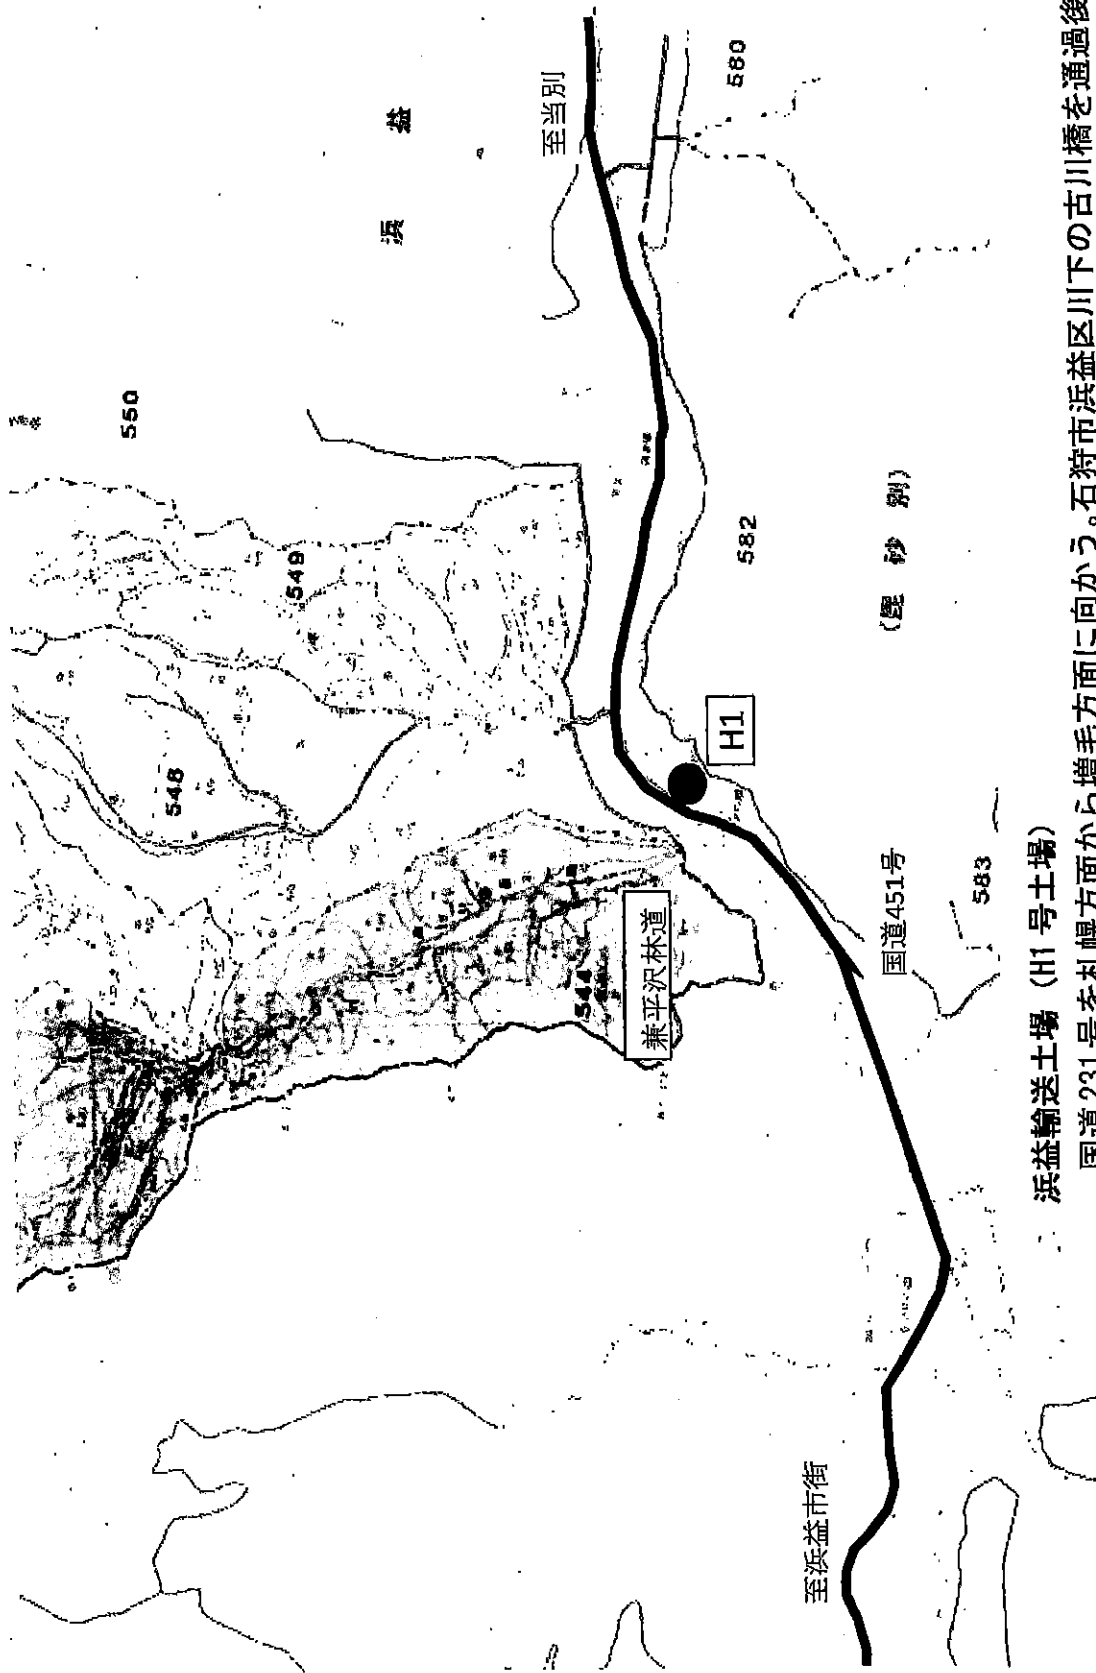 至当別
580
浜益
550
549
548
582
(毘砂別)
H1
544
兼平沢林道
国道451号
583
至浜益市街
浜益輸送土場（H1号土場）
国道231号を札幌方面から増毛方面に向かう。石狩市浜益区川下の古川橋を通過後